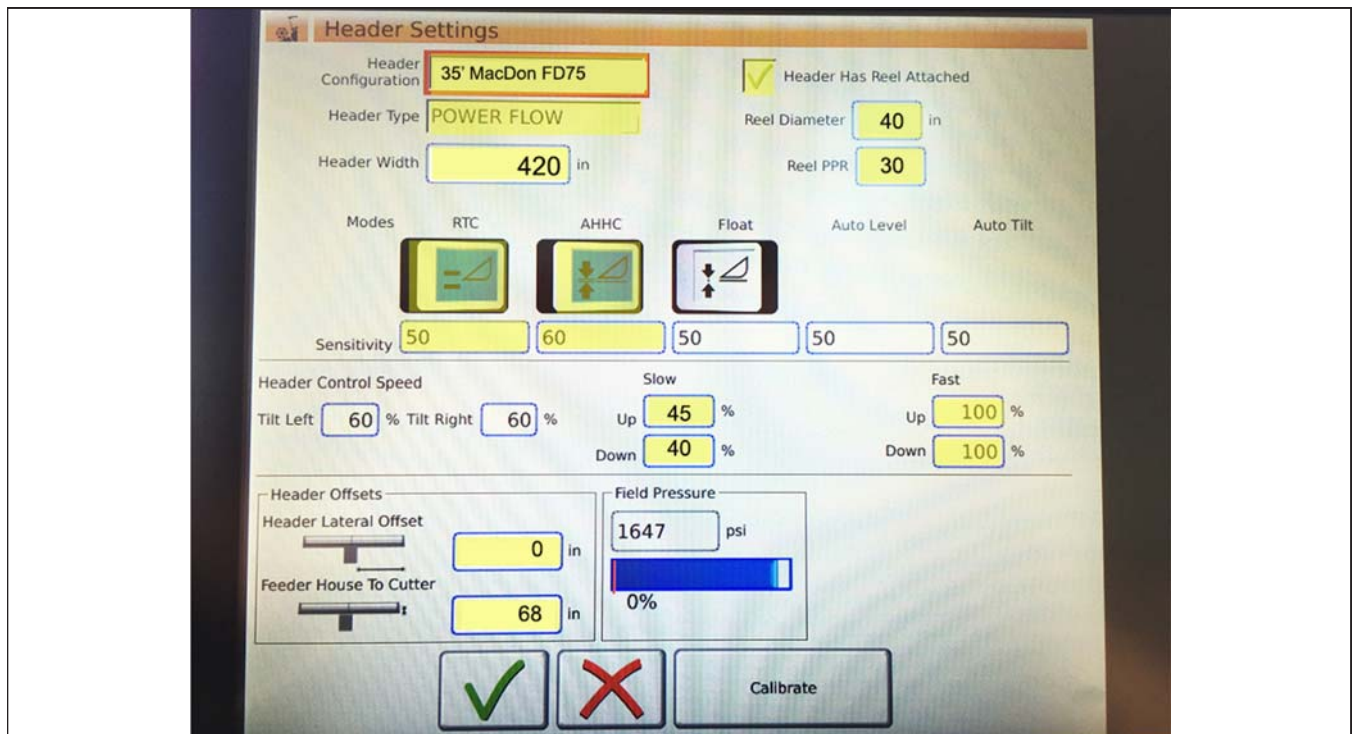 Header Settings
Header
Configuration
35' MacDon FD75
Header Has Reel Attached
Header Type
POWER FLOW
Reel Diameter 40 in
Header Width 420 in
Reel PPR 30
Modes RTC AHHC Float Auto Level Auto Tilt
Sensitivity 50 60 50 50 50
Header Control Speed
Slow
Fast
Tilt Left 60 % Tilt Right 60 %
Up 45 %
Up 100 %
Down 40 %
Down 100 %
Header Offsets
Header Lateral Offset
0 in
Feeder House To Cutter
68 in
Field Pressure
1647 psi
0%
Calibrate